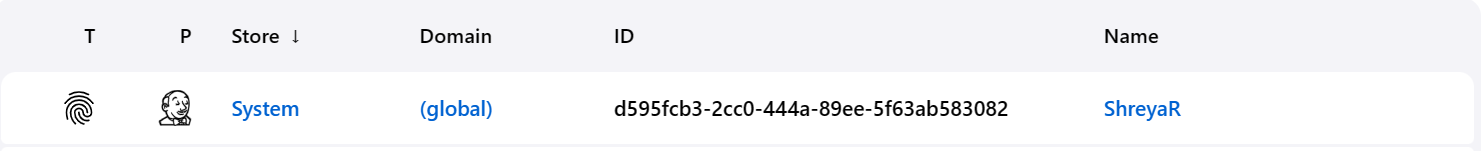 T P Store ↓ Domain ID Name
System (global) d595fcb3-2cc0-444a-89ee-5f63ab583082 ShreyaR